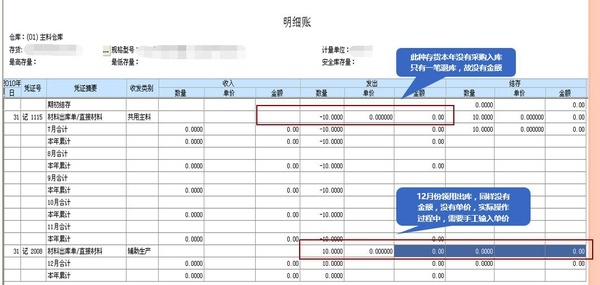 明细账
仓库：(01) 主料仓库
存货： 规格型号 ... 计量单位：
最高存量： 最低存量： 安全库存量：
此种存货本年没有采购入库
只有一笔退库，故没有金额
2010年 凭证号 凭证摘要 收发类别 收入 发出 结存
日 数量 单价 金额 数量 单价 金额 数量 单价 金额
期初结存 0.0000 0.00
31 记 1115 材料出库单/直接材料 共用主料 -10.0000 0.000000 0.00 10.0000 0.000000 0.00
7月合计 0.0000 0.00 -10.0000 0.00 10.0000 0.000000 0.00
本年累计 0.0000 0.00 -10.0000 0.00
8月合计
本年累计 0.0000 0.00 -10.0000 0.00
9月合计
本年累计 0.0000 0.00 -10.0000 0.00
10月合计
本年累计 0.0000 0.00 -10.0000
11月合计
本年累计 0.0000 0.00 -10.0000
12月份领用出库，同样没有
金额，没有单价，实际操作
过程中，需要手工输入单价
31 记 2008 材料出库单/直接材料 辅助生产 10.0000 0.000000 0.00 0.0000 0.00
12月合计 0.0000 0.00 10.0000 0.00 0.0000 0.00
本年累计 0.0000 0.00 0.0000 0.00 0.0000 0.00